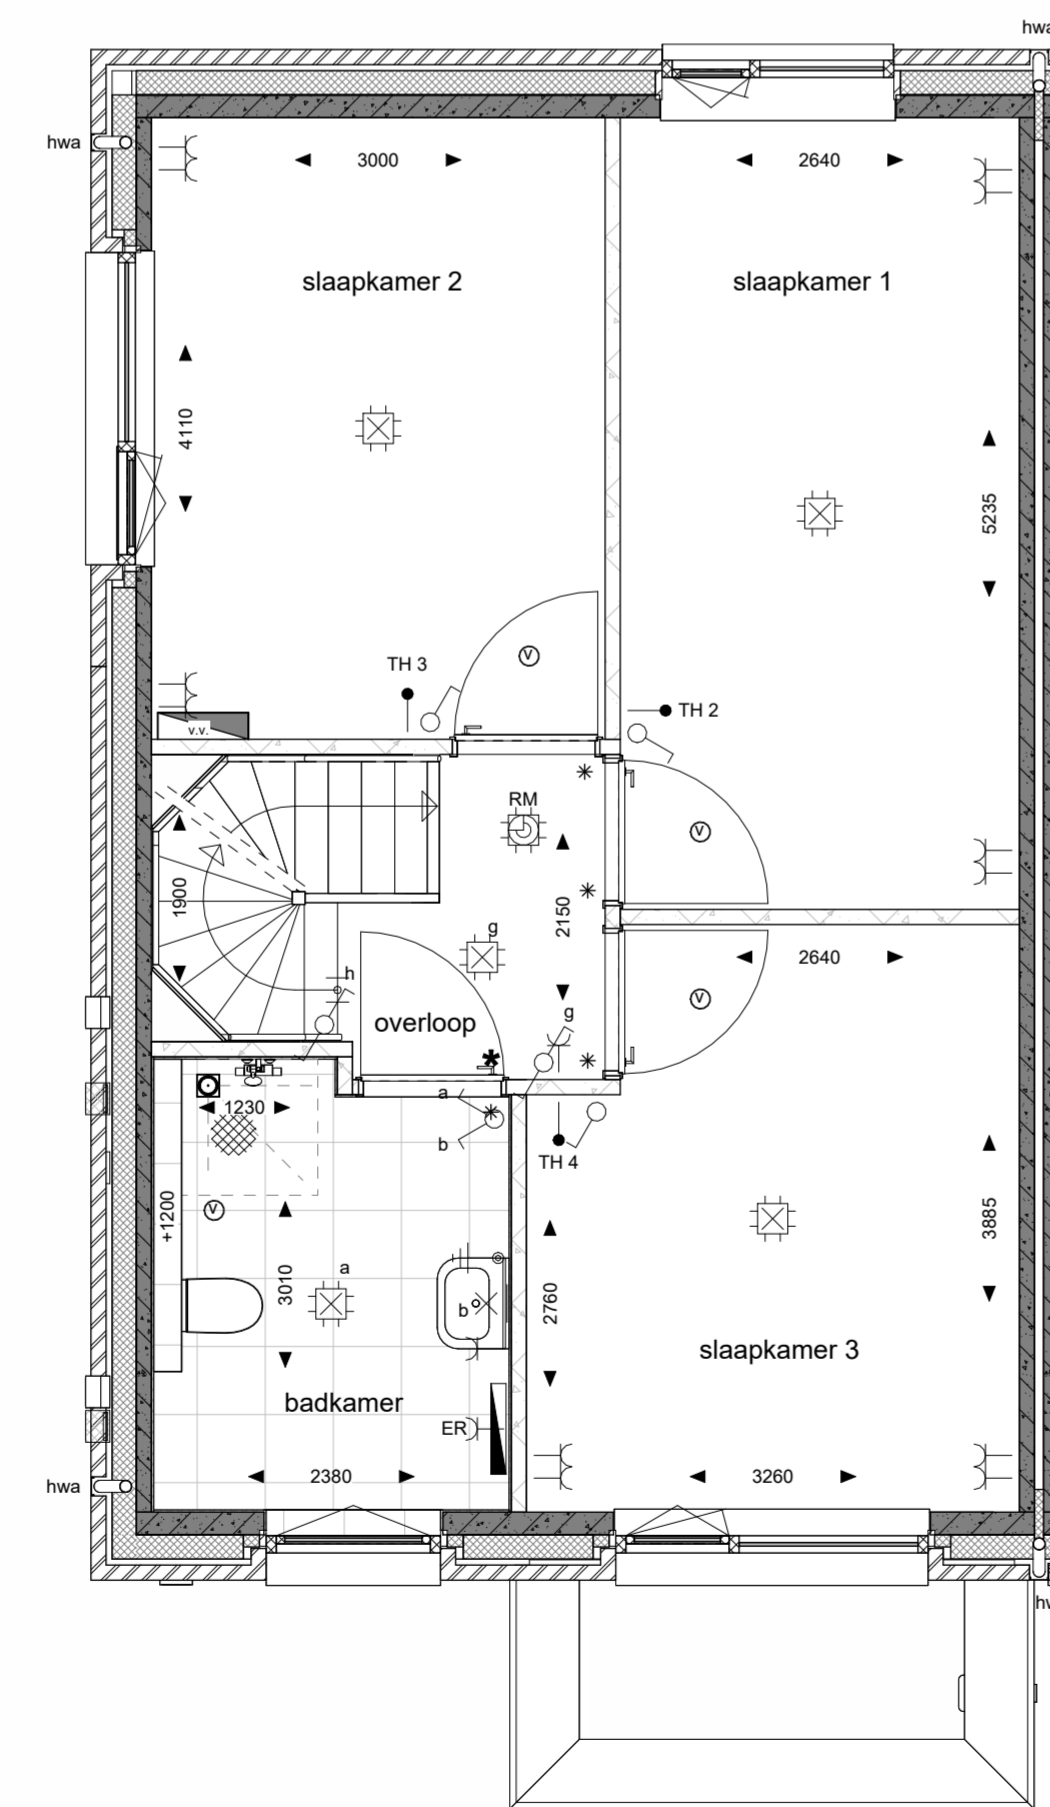 hwa
hwa
3000
2640
slaapkamer 2
slaapkamer 1
4110
5235
TH 3
V
TH 2
v.v.
RM
V
1900
2150
g
2640
h
g
V
overloop
a
1230
b
TH 4
+1200
V
3885
3010
a
2760
b
slaapkamer 3
badkamer
ER
2380
3260
hwa
hw